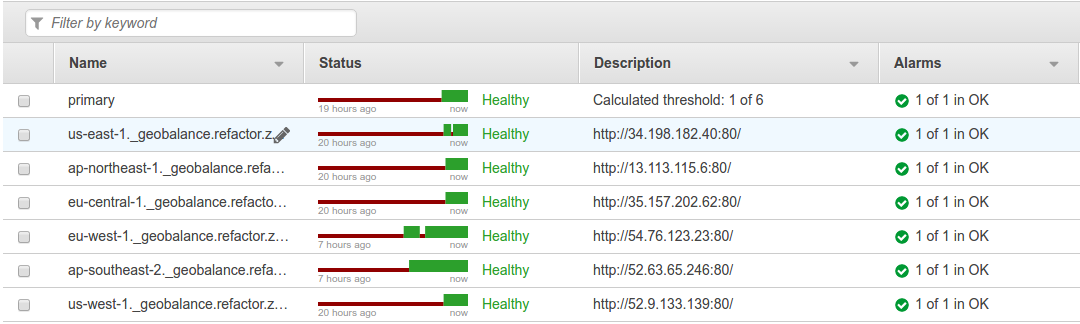 Filter by keyword
Name Status Description Alarms
primary 19 hours ago now Healthy Calculated threshold: 1 of 6 1 of 1 in OK
us-east-1._geobalance.refactor.z 20 hours ago now Healthy http://34.198.182.40:80/ 1 of 1 in OK
ap-northeast-1._geobalance.refa… 20 hours ago now Healthy http://13.113.115.6:80/ 1 of 1 in OK
eu-central-1._geobalance.refacto… 20 hours ago now Healthy http://35.157.202.62:80/ 1 of 1 in OK
eu-west-1._geobalance.refactor.z… 7 hours ago now Healthy http://54.76.123.23:80/ 1 of 1 in OK
ap-southeast-2._geobalance.refa… 7 hours ago now Healthy http://52.63.65.246:80/ 1 of 1 in OK
us-west-1._geobalance.refactor.z… 20 hours ago now Healthy http://52.9.133.139:80/ 1 of 1 in OK